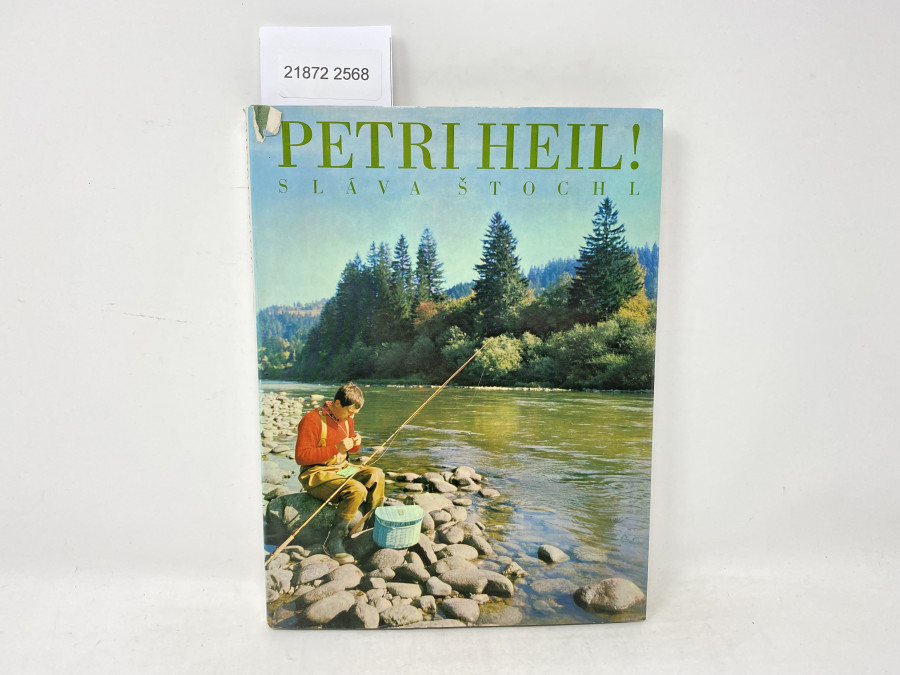 21872 2568
PETRI HEIL!
SLÁVA ŠTOCHL